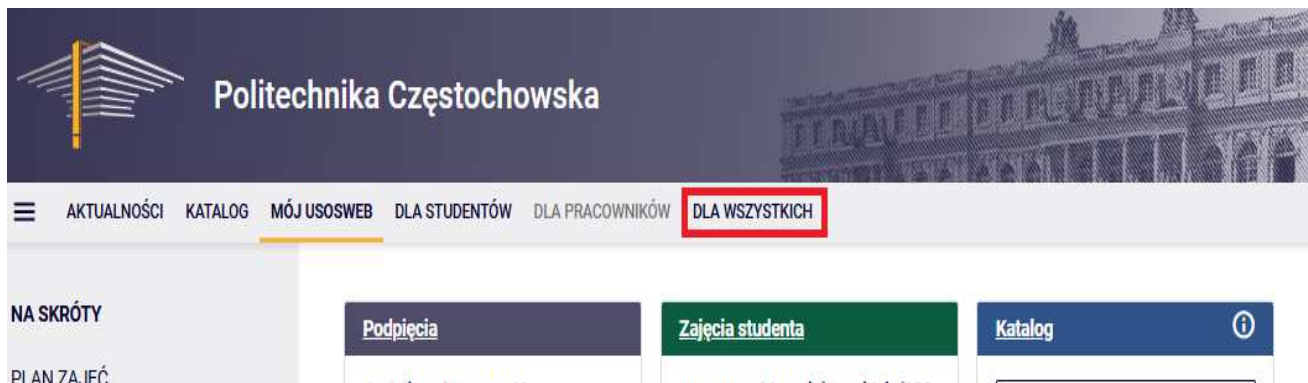 Politechnika Częstochowska
AKTUALNOŚCI KATALOG MÓJ USOSWEB DLA STUDENTÓW DLA PRACOWNIKÓW DLA WSZYSTKICH
NA SKRÓTY
Podpięcia Zajęcia studenta Katalog
PLAN ZAJĘĆ